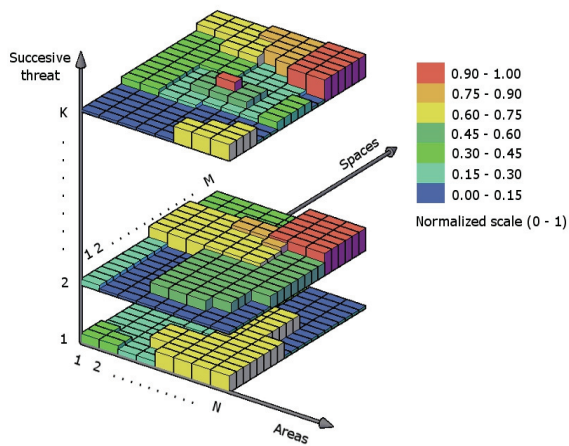 Succesive
threat
K
2
1
1 2 ......... M
Spaces
1 2 .......... N
Areas
0.90 - 1.00
0.75 - 0.90
0.60 - 0.75
0.45 - 0.60
0.30 - 0.45
0.15 - 0.30
0.00 - 0.15
Normalized scale (0 - 1)